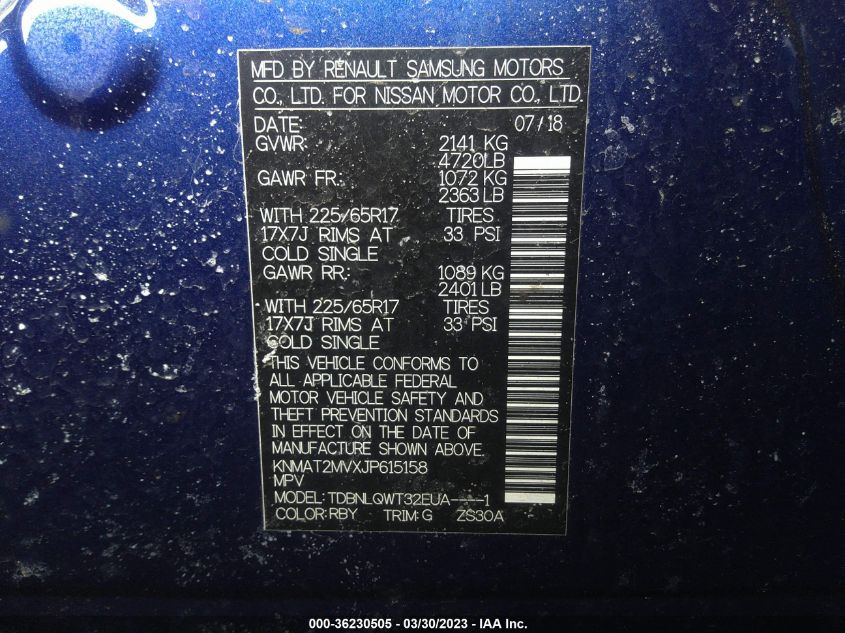 MFD BY RENAULT SAMSUNG MOTORS
CO., LTD. FOR NISSAN MOTOR CO., LTD.
DATE: 07/18
GVWR: 2141 KG
4720LB
GAWR FR.: 1072 KG
2363 LB
WITH 225/65R17 TIRES
17X7J RIMS AT 33 PSI
COLD SINGLE
GAWR RR: 1089 KG
2401 LB
WITH 225/65R17 TIRES
17X7J RIMS AT 33 PSI
COLD SINGLE
THIS VEHICLE CONFORMS TO
ALL APPLICABLE FEDERAL
MOTOR VEHICLE SAFETY AND
THEFT PREVENTION STANDARDS
IN EFFECT ON THE DATE OF
MANUFACTURE SHOWN ABOVE.
KNMAT2MVXJP615158
MPV
MODEL: TDBNLQWT32EUA----1
COLOR:RBY TRIM:G ZS30A
000-36230505 - 03/30/2023 - IAA Inc.